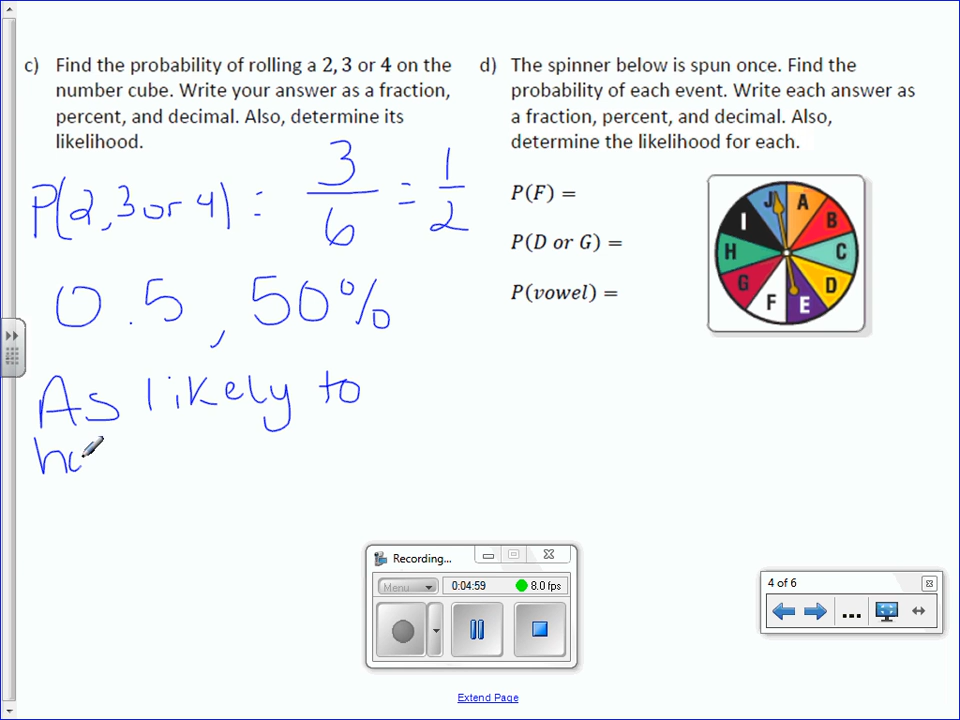 c) Find the probability of rolling a 2, 3 or 4 on the
number cube. Write your answer as a fraction,
percent, and decimal. Also, determine its
likelihood.
P(2, 3 or 4) = 3/6 = 1/2
0.5, 50%
As likely to
d) The spinner below is spun once. Find the
probability of each event. Write each answer as
a fraction, percent, and decimal. Also,
determine the likelihood for each.
P(F) =
P(D or G) =
P(vowel) =
J
A
B
C
D
E
F
G
H
I
Recording...
Menu
0:04:59
8.0 fps
4 of 6
...
Extend Page